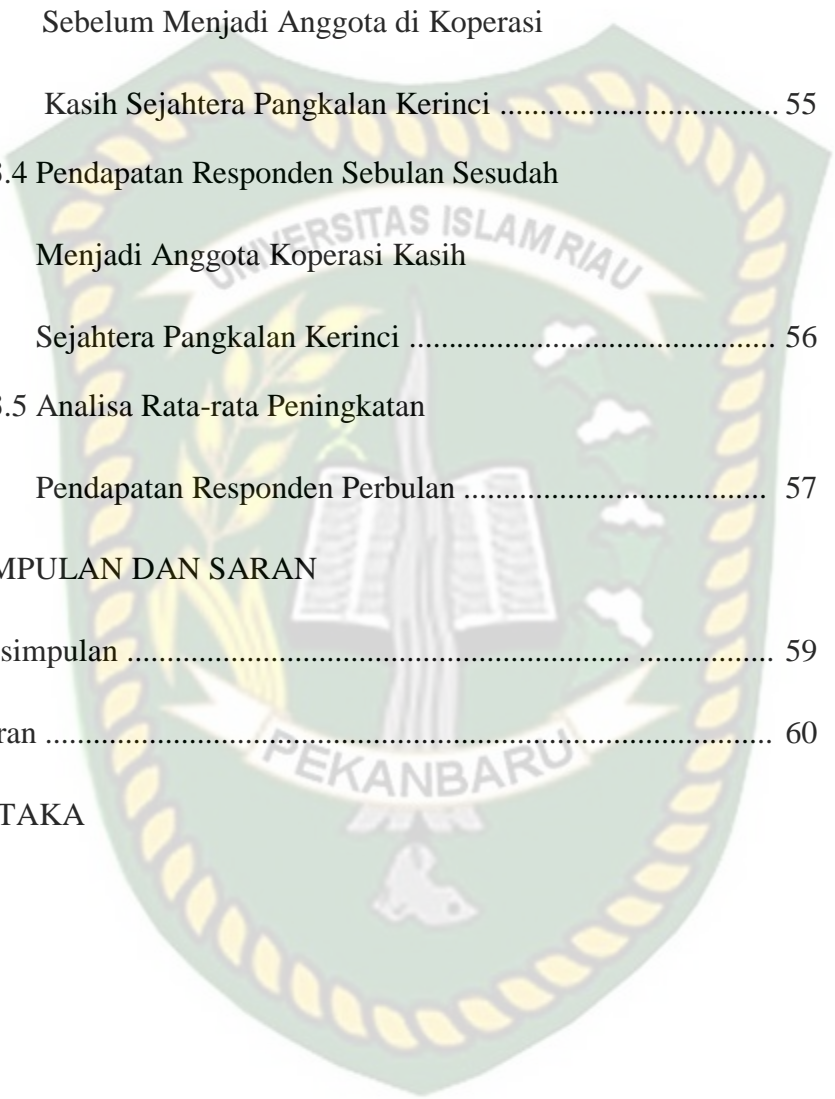 Sebelum Menjadi Anggota di Koperasi
Kasih Sejahtera Pangkalan Kerinci ................................... 55
3.4 Pendapatan Responden Sebulan Sesudah
UNIVERSITAS ISLAM RIAU
Menjadi Anggota Koperasi Kasih
Sejahtera Pangkalan Kerinci .............................................. 56
3.5 Analisa Rata-rata Peningkatan
Pendapatan Responden Perbulan ...................................... 57
MPULAN DAN SARAN
simpulan ............................................................... ................. 59
ran ........................................................................................... 60
PEKANBARU
TAKA